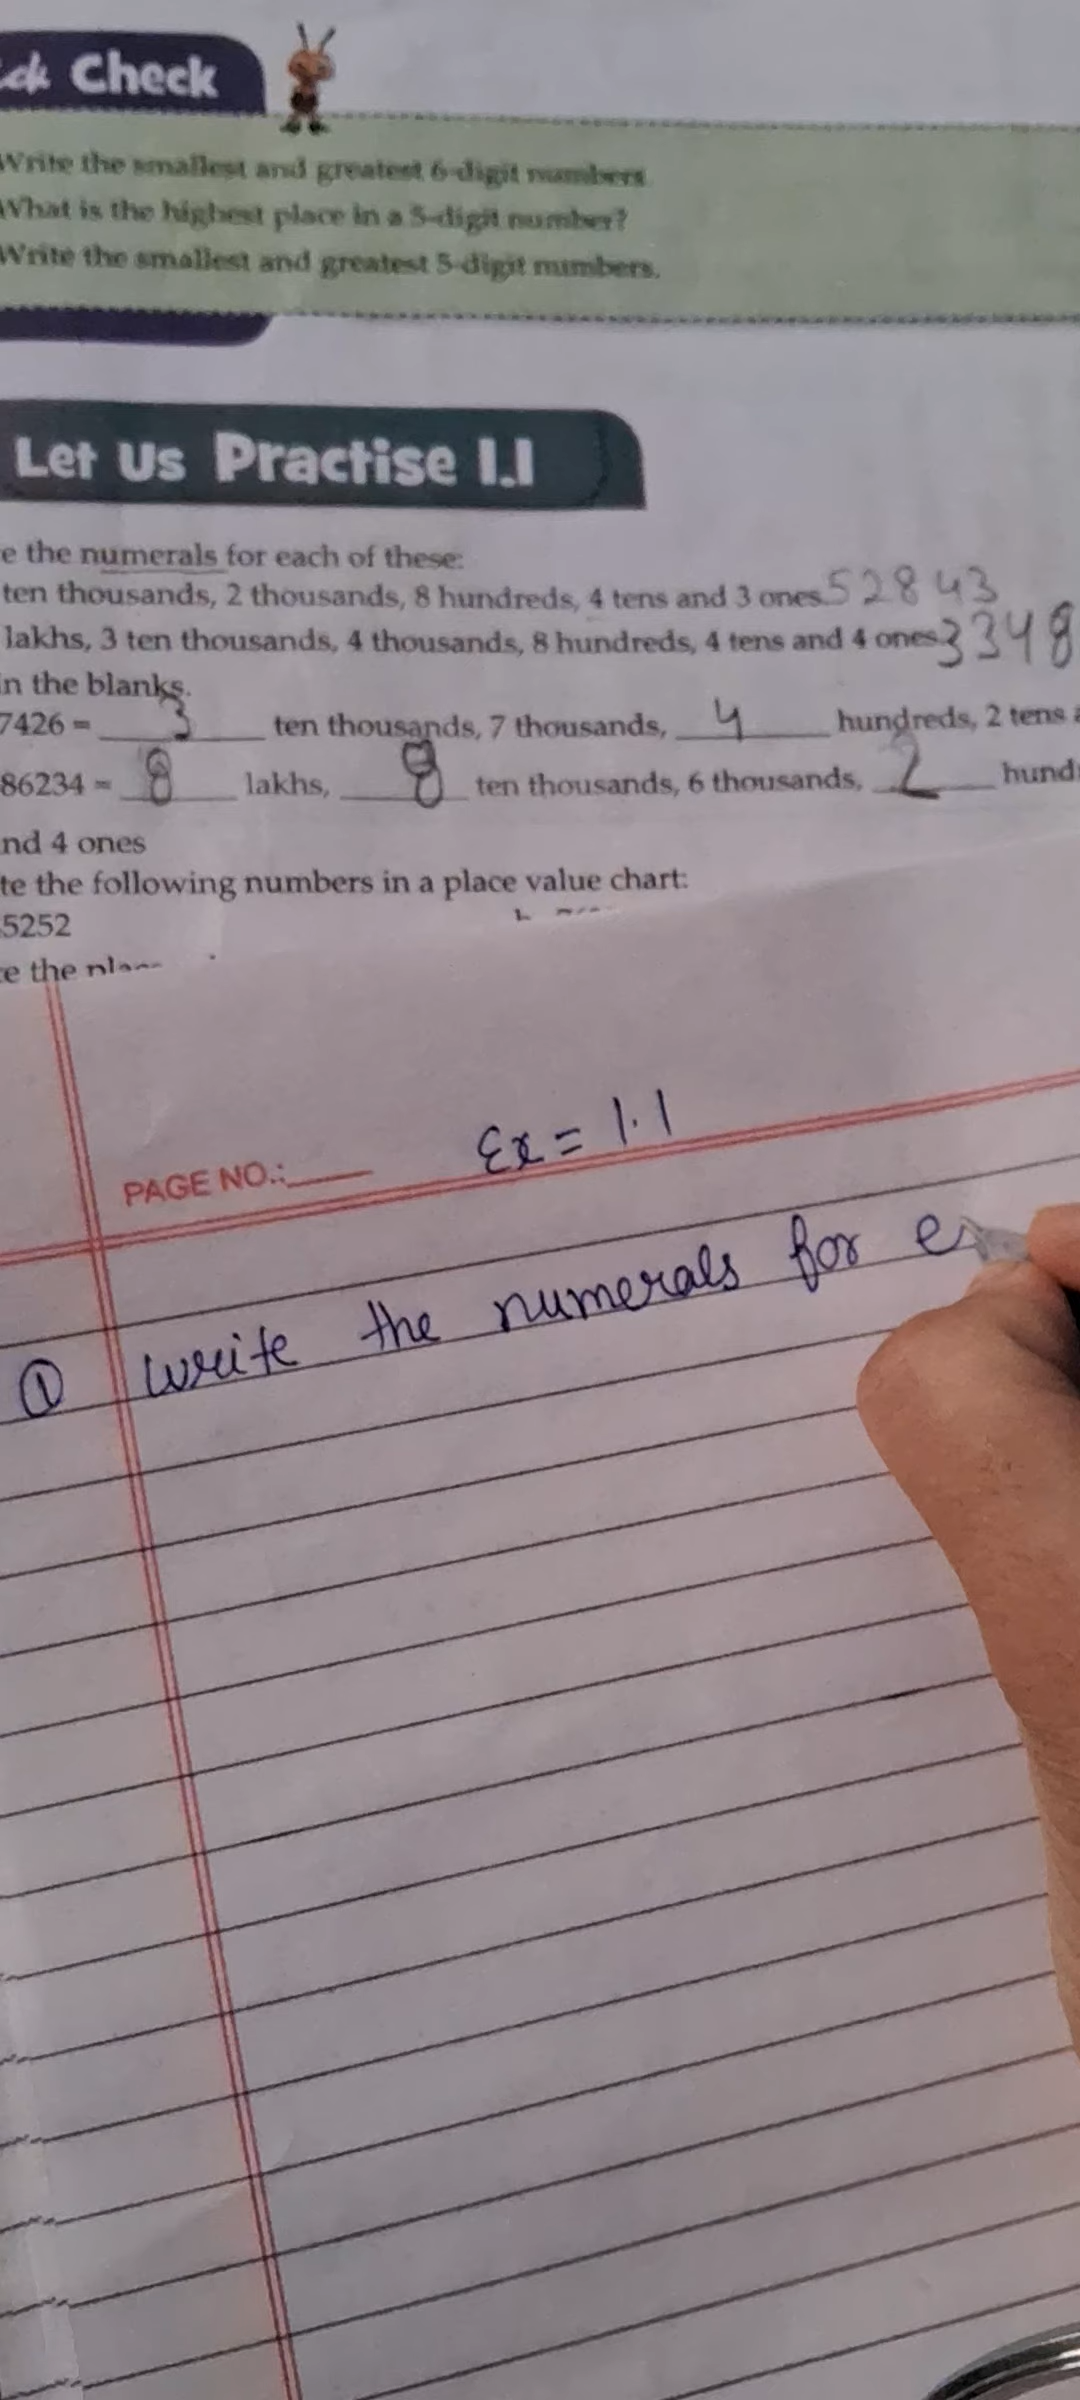 ck Check
Write the smallest and greatest 6-digit numbers
What is the highest place in a 5-digit number?
Write the smallest and greatest 5-digit numbers.
Let Us Practise 1.1
e the numerals for each of these:
ten thousands, 2 thousands, 8 hundreds, 4 tens and 3 ones 52843
lakhs, 3 ten thousands, 4 thousands, 8 hundreds, 4 tens and 4 ones 3348
in the blanks.
7426 = 3 ten thousands, 7 thousands, 4 hundreds, 2 tens a
86234 = 8 lakhs, 8 ten thousands, 6 thousands, 2 hund
nd 4 ones
te the following numbers in a place value chart:
5252
e the
Ex = 1.1
PAGE NO.:
① Write the numerals for e